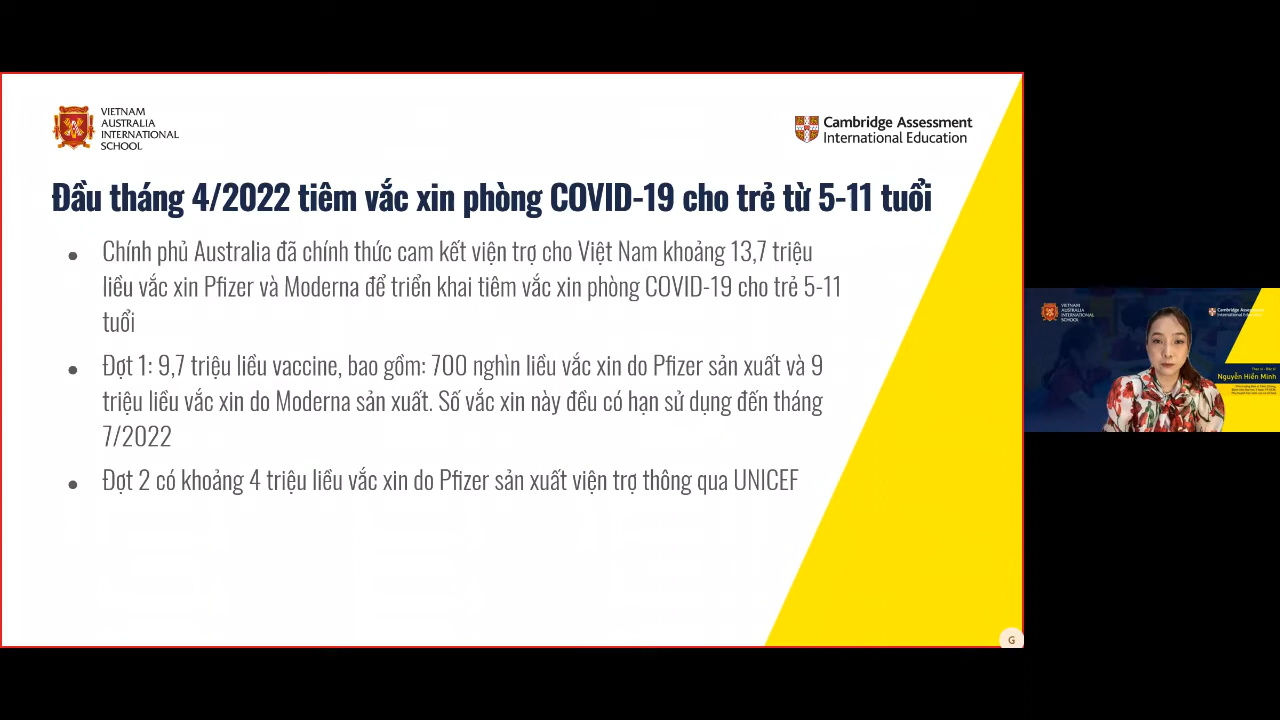 VIETNAM
AUSTRALIA
INTERNATIONAL
SCHOOL
Cambridge Assessment
International Education
Đầu tháng 4/2022 tiêm vắc xin phòng COVID-19 cho trẻ từ 5-11 tuổi
Chính phủ Australia đã chính thức cam kết viện trợ cho Việt Nam khoảng 13,7 triệu
liều vắc xin Pfizer và Moderna để triển khai tiêm vắc xin phòng COVID-19 cho trẻ 5-11
tuổi
Đợt 1: 9,7 triệu liều vaccine, bao gồm: 700 nghìn liều vắc xin do Pfizer sản xuất và 9
triệu liều vắc xin do Moderna sản xuất. Số vắc xin này đều có hạn sử dụng đến tháng
7/2022
Đợt 2 có khoảng 4 triệu liều vắc xin do Pfizer sản xuất viện trợ thông qua UNICEF
G
VIETNAM
AUSTRALIA
INTERNATIONAL
SCHOOL
Nguyễn Hiền Minh